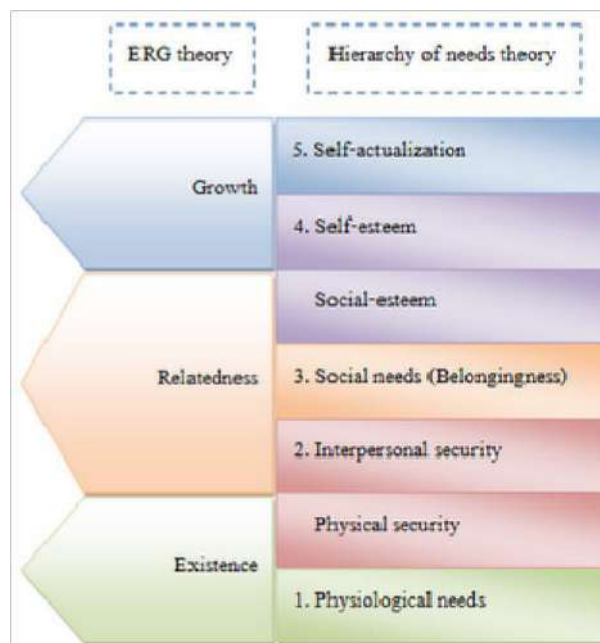 ERG theory
Hierarchy of needs theory
Growth
5. Self-actualization
4. Self-esteem
Social-esteem
Relatedness
3. Social needs (Belongingness)
2. Interpersonal security
Physical security
Existence
1. Physiological needs